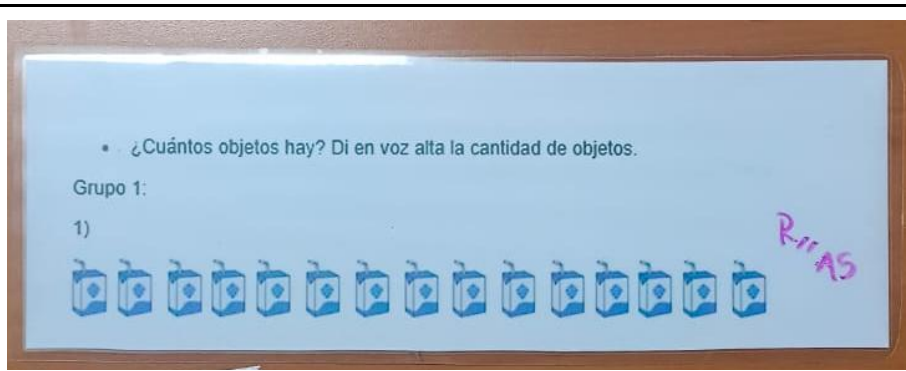 • ¿Cuántos objetos hay? Di en voz alta la cantidad de objetos.
Grupo 1:
1)
R// 15